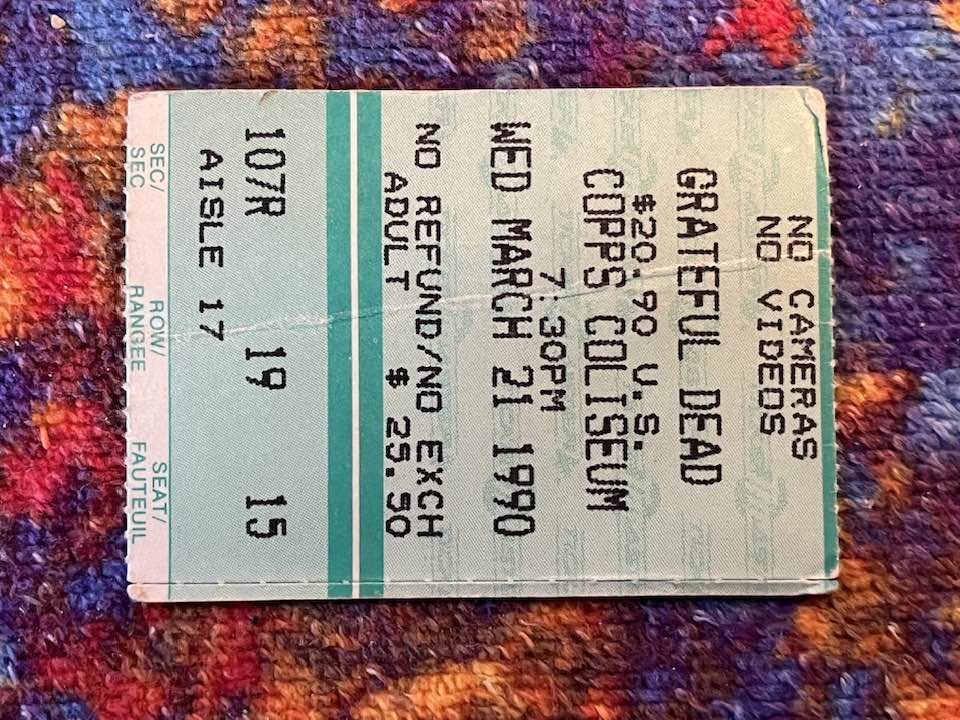 NO CAMERAS
NO VIDEOS
GRATEFUL DEAD
$20.90 U.S.
COPPS COLISEUM
7:30PM
WED MARCH 21 1990
NO REFUND/NO EXCH
ADULT $ 25.50
107R 19 15
AISLE 17
SEC/ ROW/ SEAT/
SEC RANGEE FAUTEUIL